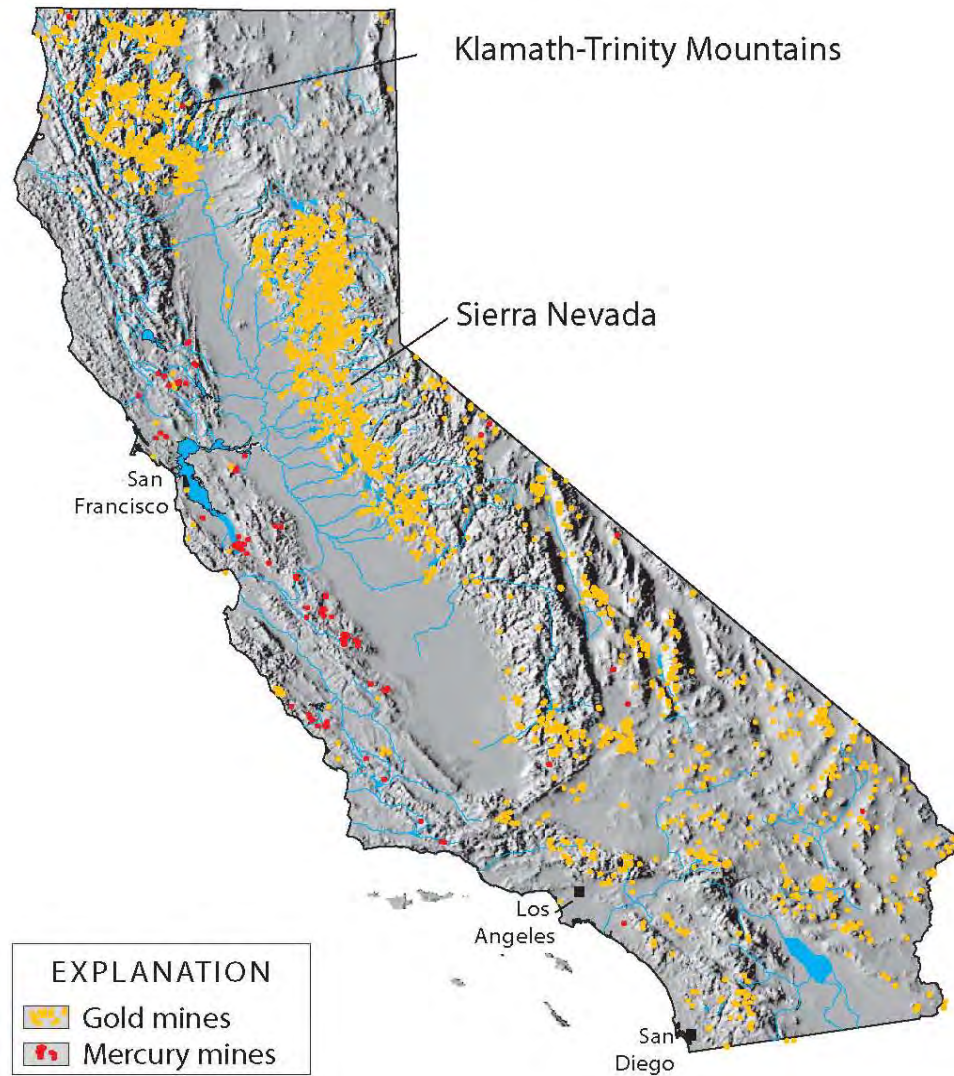 Klamath-Trinity Mountains
Sierra Nevada
San
Francisco
Los
Angeles
San
Diego
EXPLANATION
Gold mines
Mercury mines